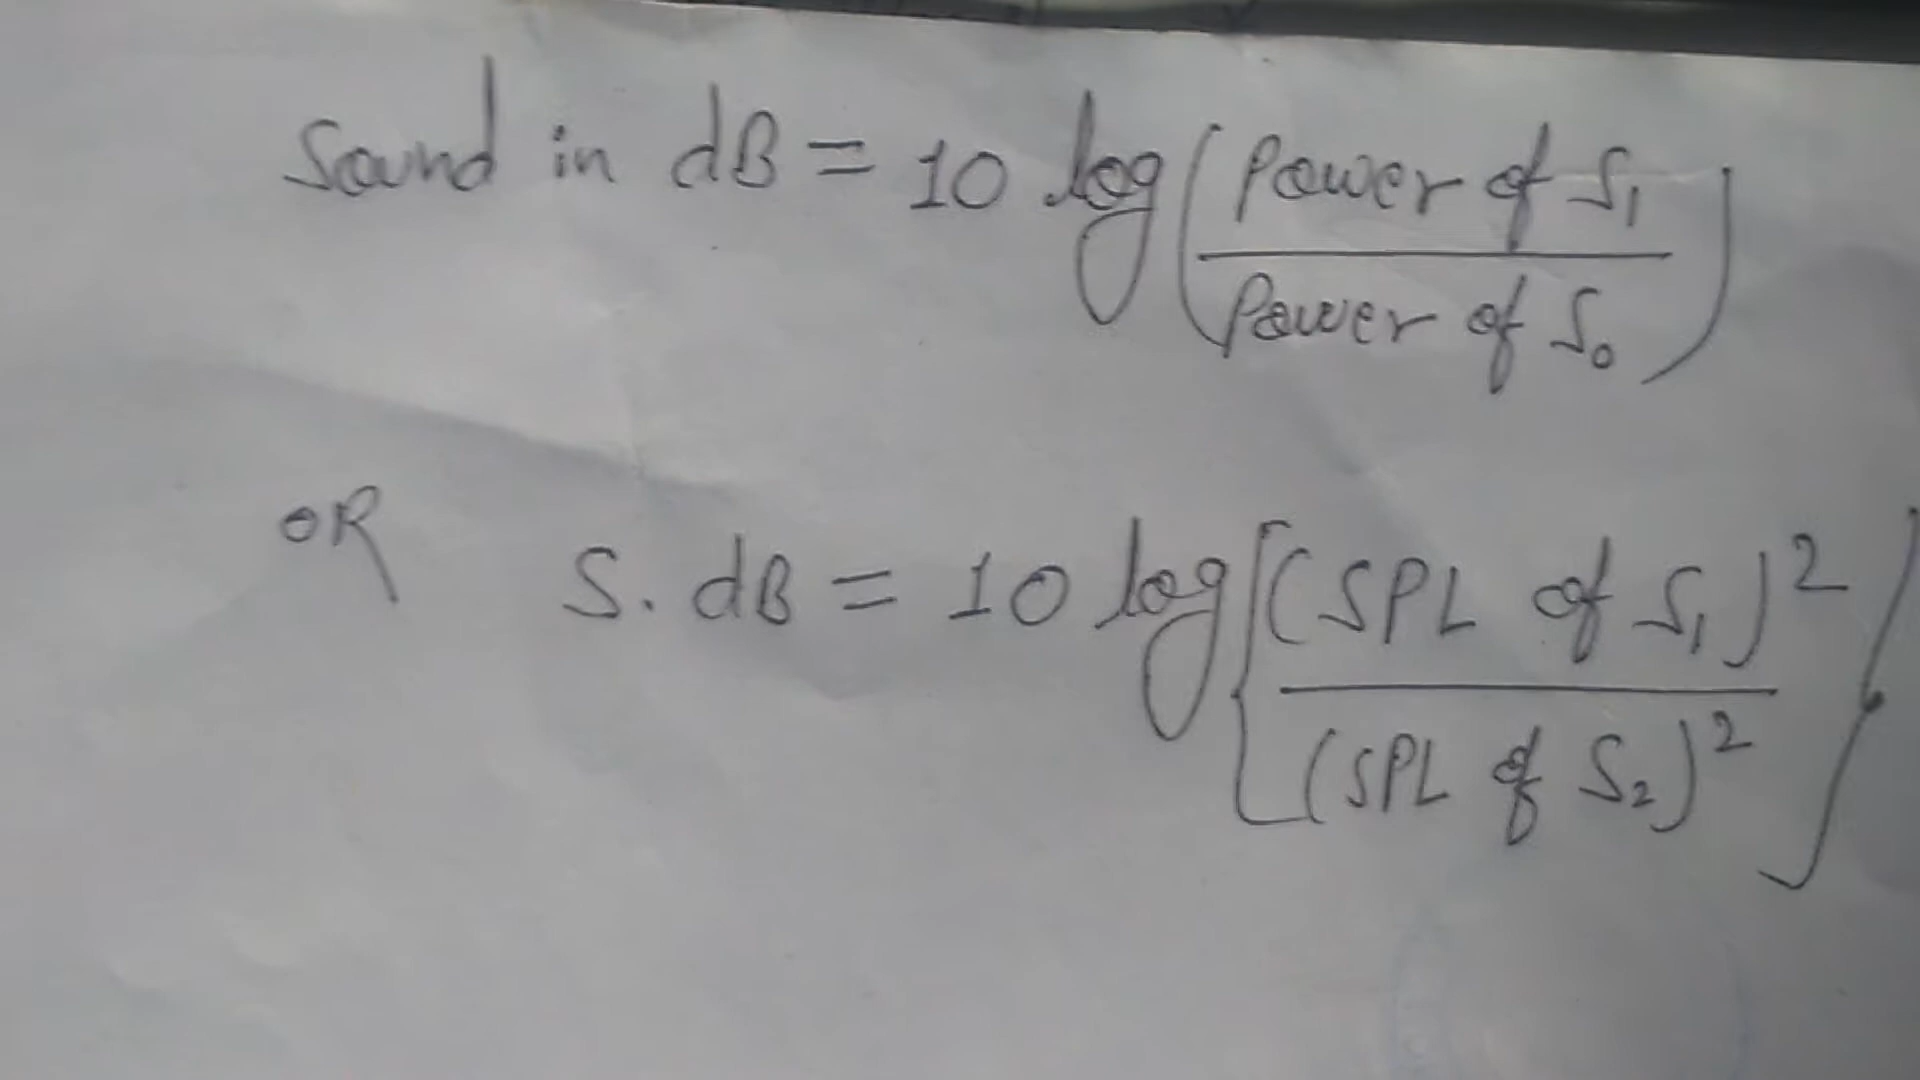 Sound in dB = 10 log (Power of S₁ / Power of S₀)
OR S. dB = 10 log [(SPL of S₁)² / (SPL of S₂)²]